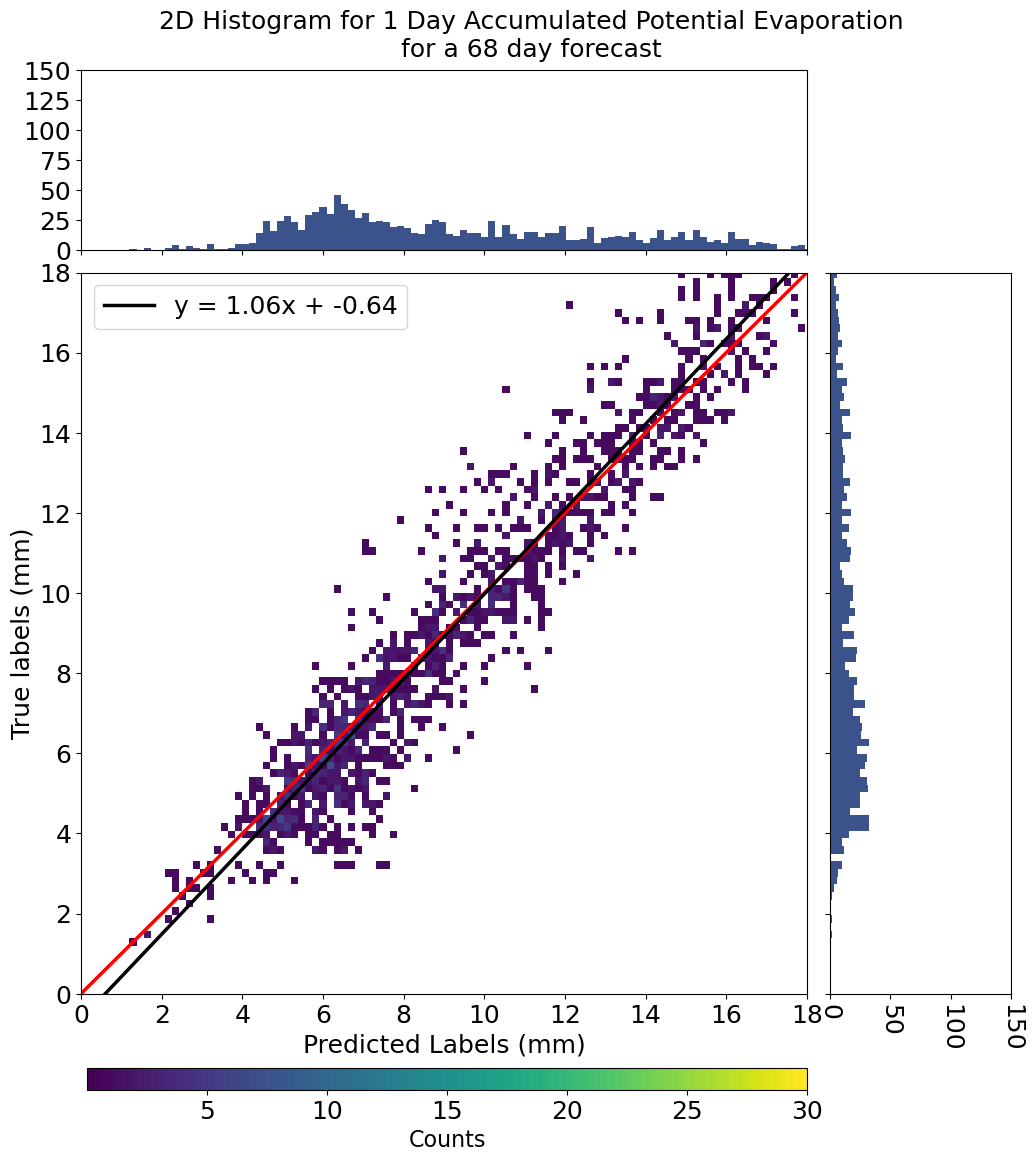 2D Histogram for 1 Day Accumulated Potential Evaporation
for a 68 day forecast
150
125
100
75
50
25
0
18
16
14
12
10
8
6
4
2
0
True labels (mm)
y = 1.06x + -0.64
0 2 4 6 8 10 12 14 16 18
Predicted Labels (mm)
0 50 100 150
5 10 15 20 25 30
Counts